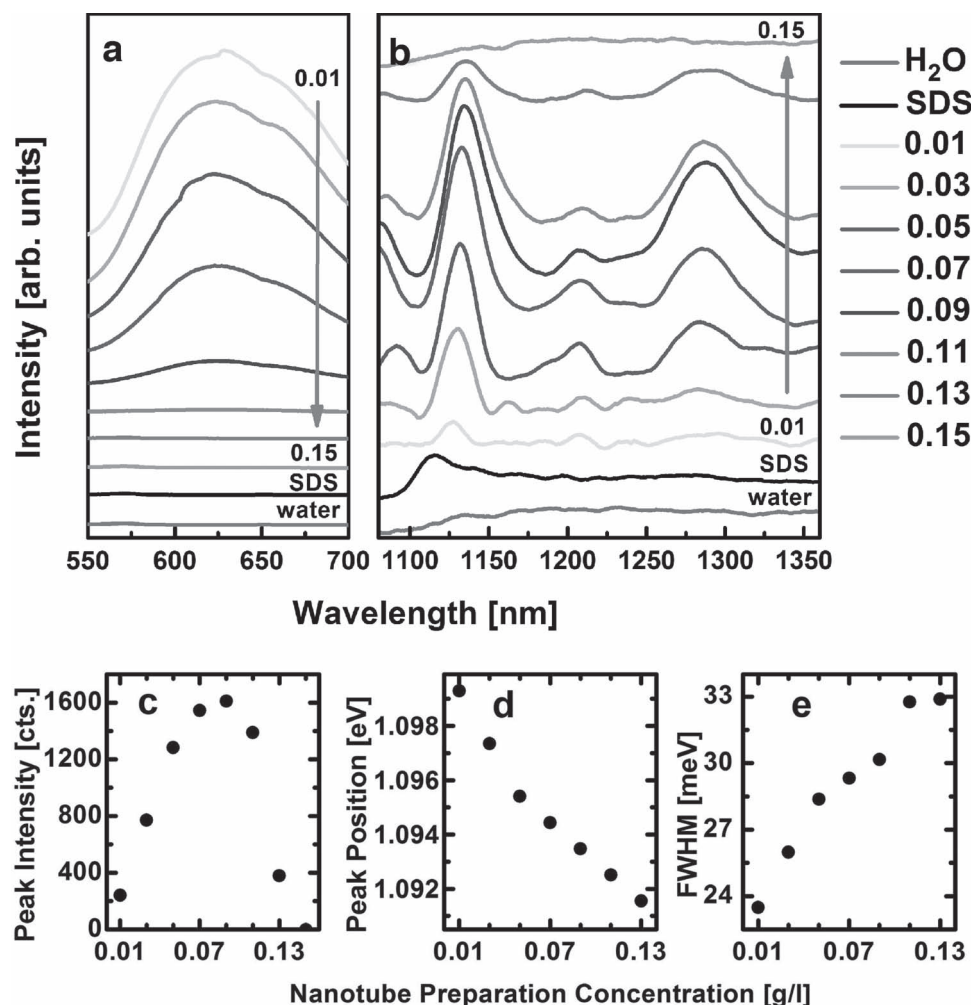 a
0.01
0.15
SDS
water
550 600 650 700
b
0.15
0.01
SDS
water
1100 1150 1200 1250 1300 1350
Intensity [arb. units]
Wavelength [nm]
H₂O
SDS
0.01
0.03
0.05
0.07
0.09
0.11
0.13
0.15
c
Peak Intensity [cts.]
1600
1200
800
400
0
0.01 0.07 0.13
d
Peak Position [eV]
1.098
1.096
1.094
1.092
0.01 0.07 0.13
e
FWHM [meV]
33
30
27
24
0.01 0.07 0.13
Nanotube Preparation Concentration [g/l]